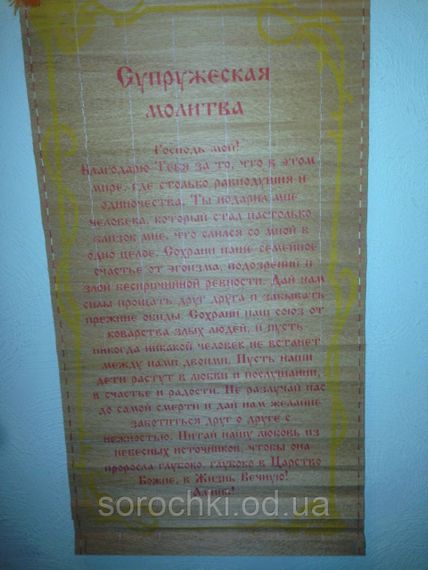 Супружеская
молитва
Господь мой!
Благодарю Тебя за то, что в этом
мире, где столько равнодушия и
одиночества, Ты подарил мне
человека, который стал настолько
близок мне, что слился со мной в
одно целое. Сохрани наше семейное
счастье от эгоизма, подозрений и
злой беспричинной ревности. Дай нам
силы прощать друг друга и забывать
прежние обиды. Сохрани наш союз от
коварства злых людей, и пусть
никогда никакой человек не встанет
между нами двоими. Пусть наши
дети растут в любви и послушании,
в счастье и радости. Не разлучай нас
до самой смерти и дай нам желание
заботиться друг о друге с
нежностью. Питай нашу любовь из
небесных источников, чтобы она
проросла глубоко, глубоко в Царство
Божие, в Жизнь Вечную!
Аминь!
sorochki.od.ua